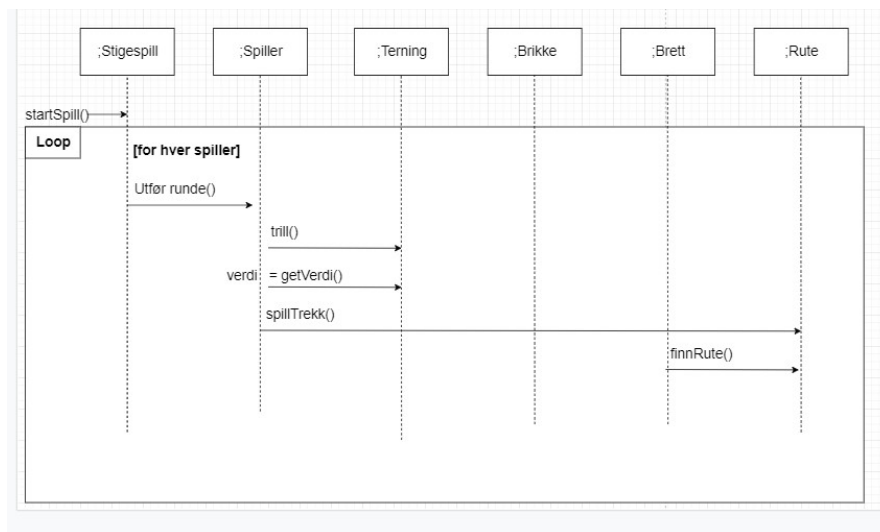 ;Stigespill
;Spiller
;Terning
;Brikke
;Brett
;Rute
startSpill()
Loop
[for hver spiller]
Utfør runde()
trill()
verdi = getVerdi()
spillTrekk()
finnRute()